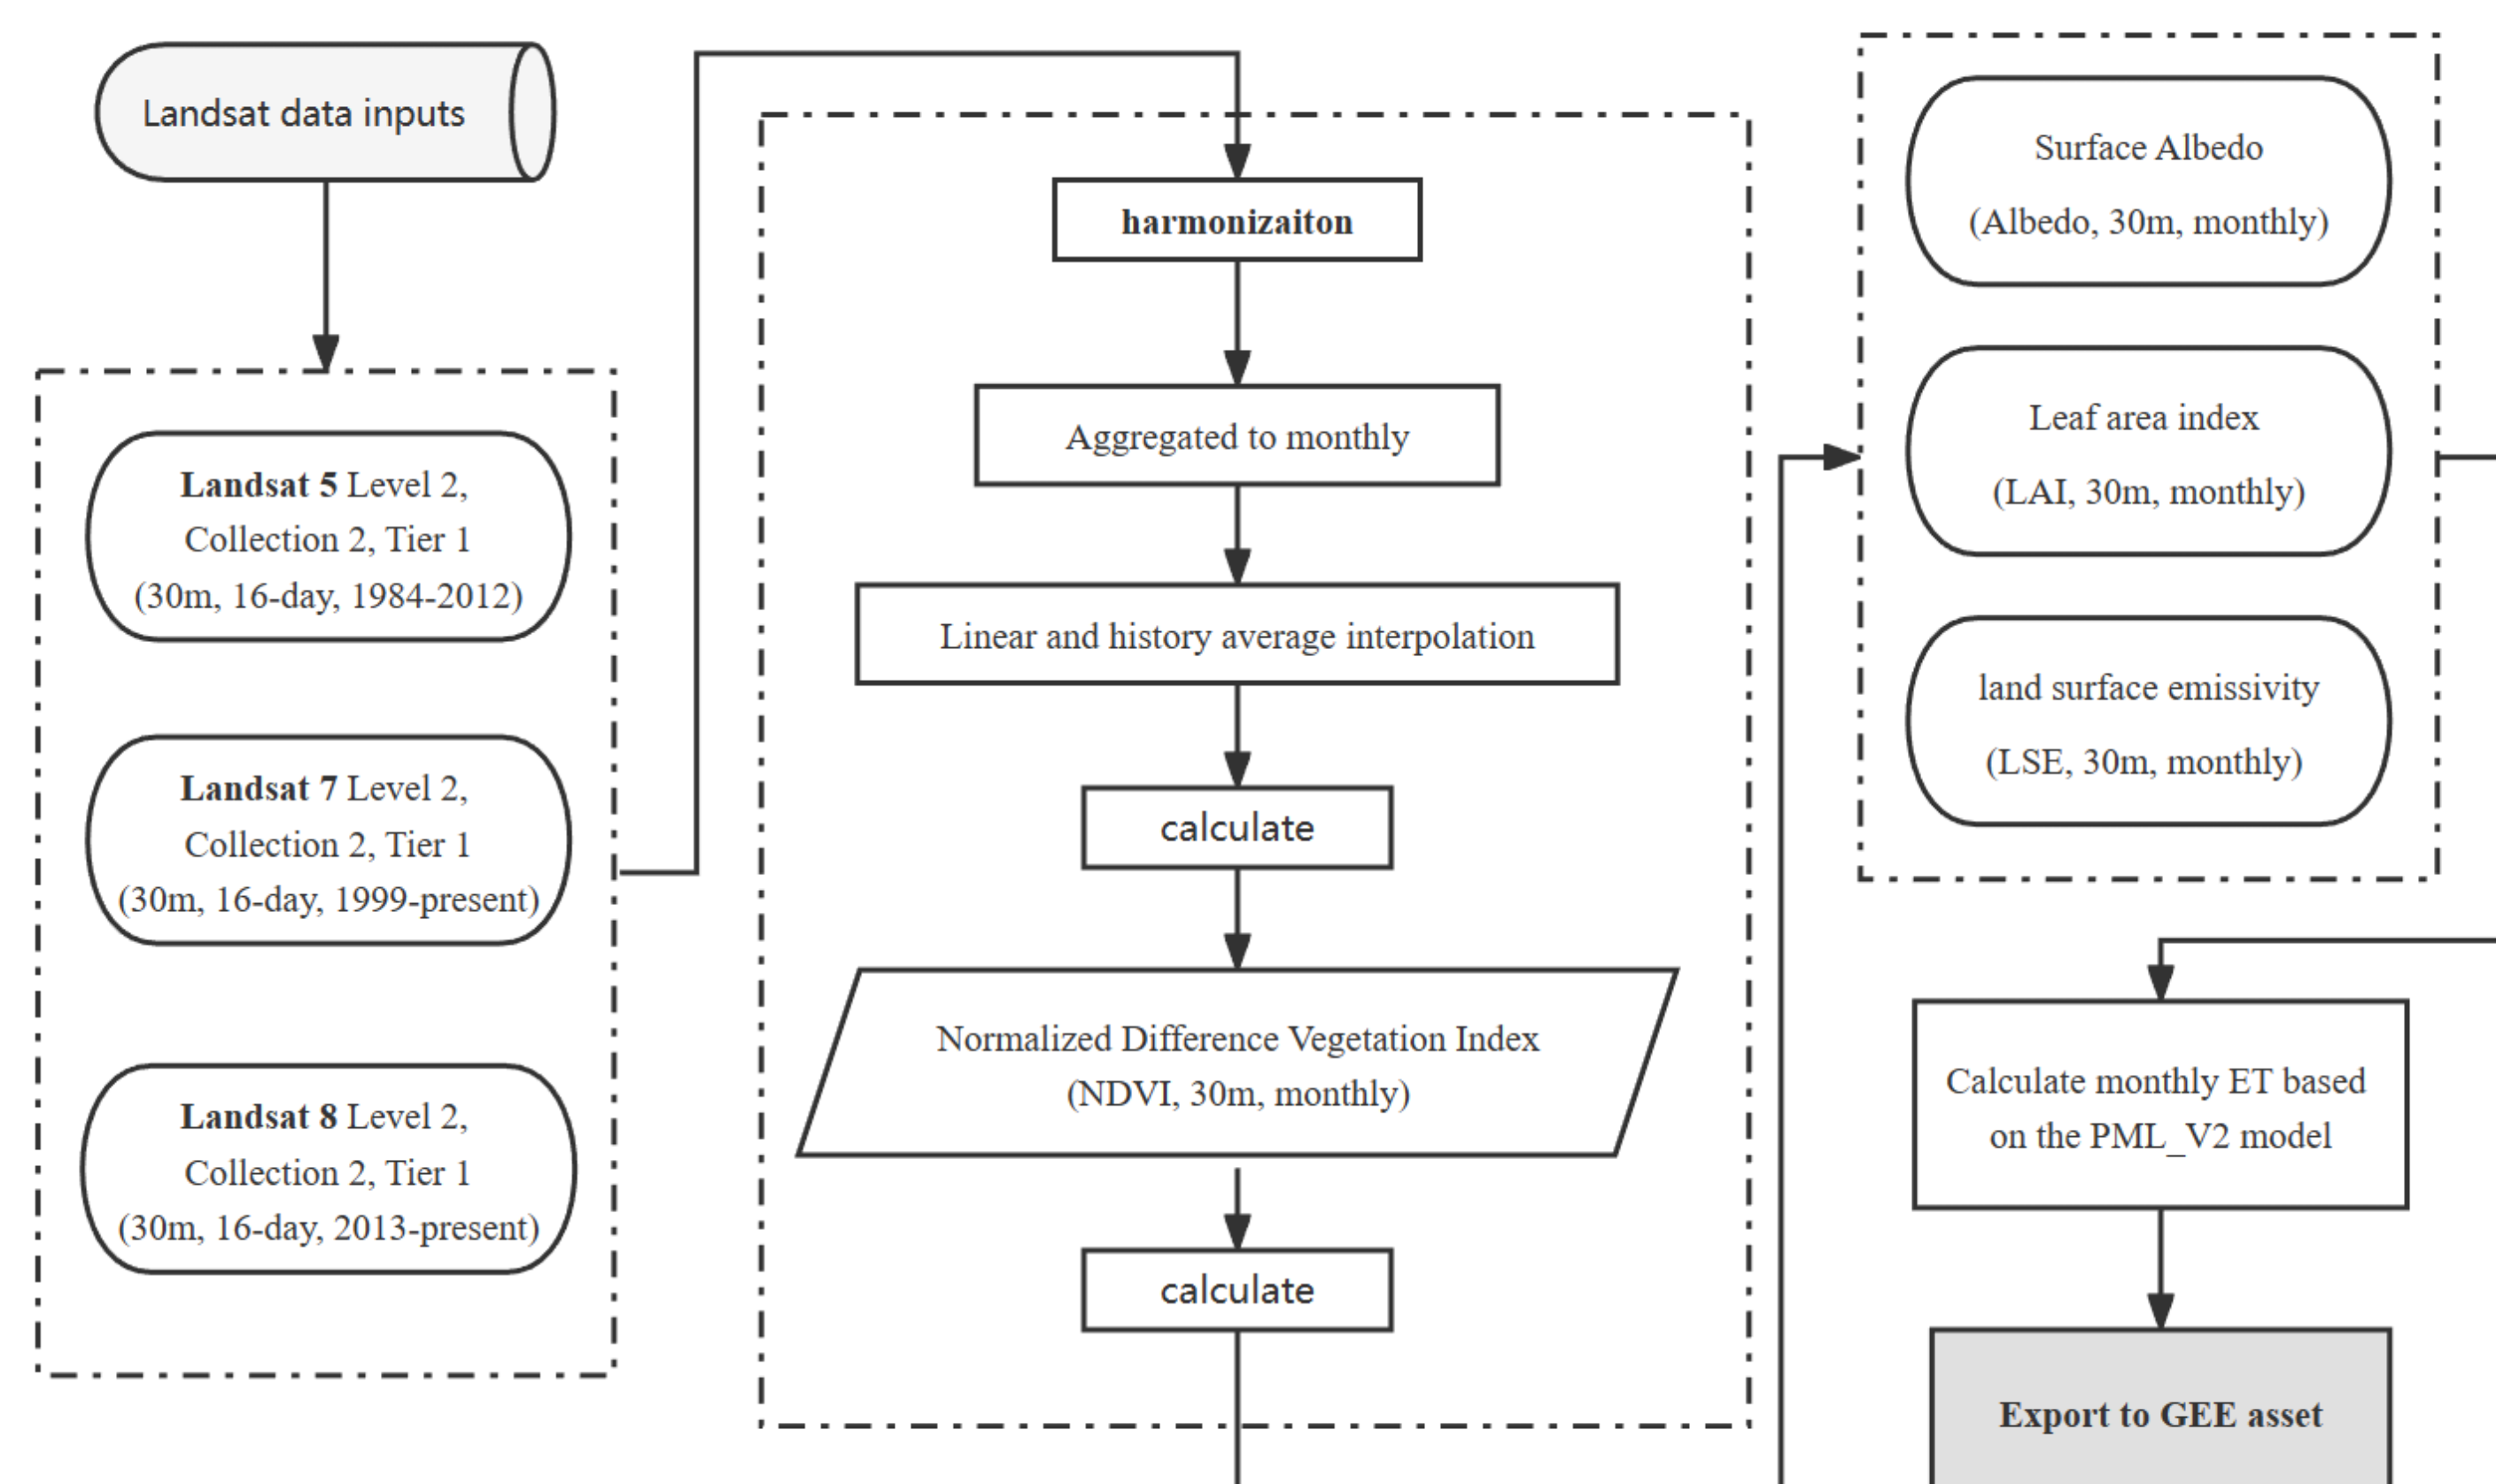 Landsat data inputs
Landsat 5 Level 2,
Collection 2, Tier 1
(30m, 16-day, 1984-2012)
Landsat 7 Level 2,
Collection 2, Tier 1
(30m, 16-day, 1999-present)
Landsat 8 Level 2,
Collection 2, Tier 1
(30m, 16-day, 2013-present)
harmonizaiton
Aggregated to monthly
Linear and history average interpolation
calculate
Normalized Difference Vegetation Index
(NDVI, 30m, monthly)
calculate
Surface Albedo
(Albedo, 30m, monthly)
Leaf area index
(LAI, 30m, monthly)
land surface emissivity
(LSE, 30m, monthly)
Calculate monthly ET based
on the PML_V2 model
Export to GEE asset